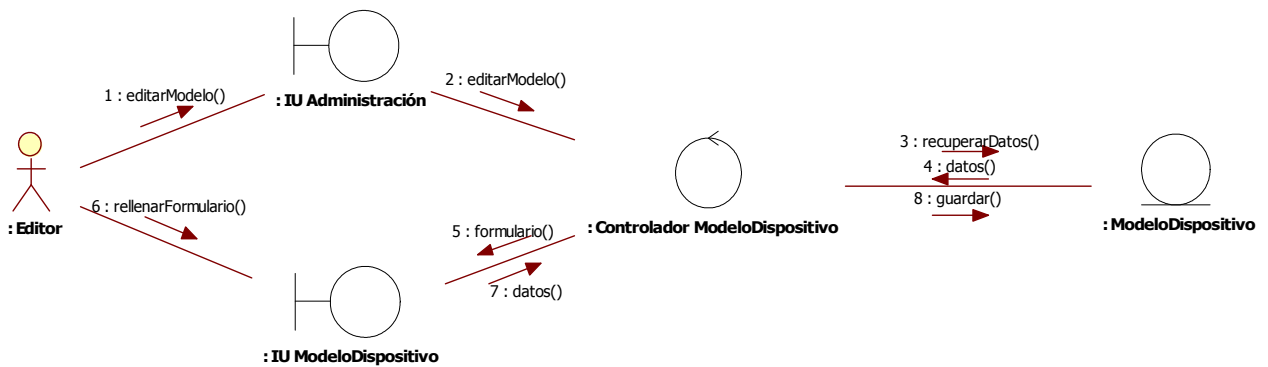 2 : editarModelo()
1 : editarModelo()
: IU Administración
3 : recuperarDatos()
4 : datos()
6 : rellenarFormulario()
8 : guardar()
: Editor
5 : formulario()
: Controlador ModeloDispositivo
: ModeloDispositivo
7 : datos()
: IU ModeloDispositivo